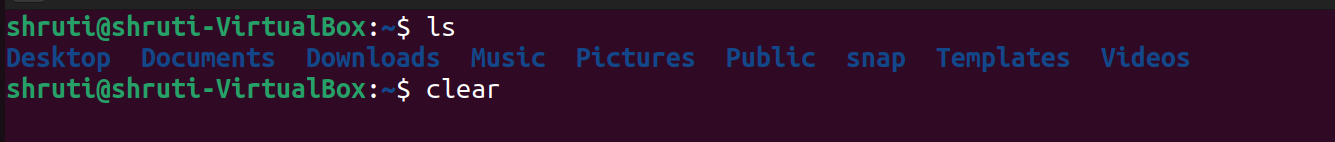 shruti@shruti-VirtualBox:~$ ls
Desktop  Documents  Downloads  Music  Pictures  Public  snap  Templates  Videos
shruti@shruti-VirtualBox:~$ clear